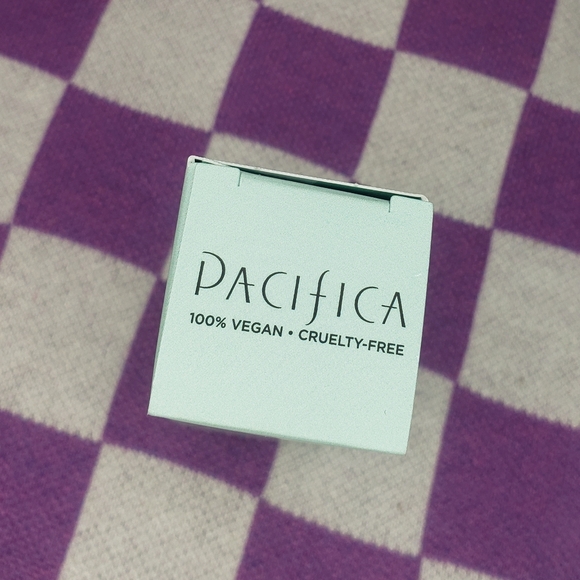 PACIFICA
100% VEGAN • CRUELTY-FREE